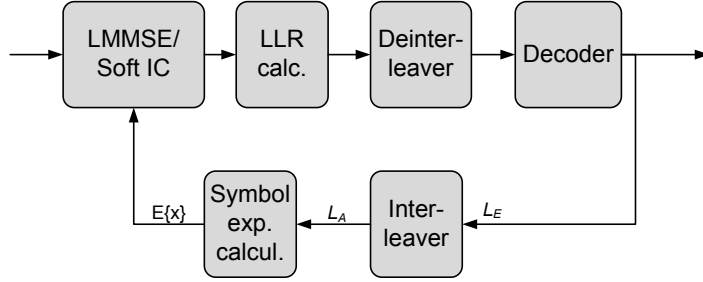 LMMSE/
Soft IC
LLR
calc.
Deinter-
leaver
Decoder
E{x}
Symbol
exp.
calcul.
L_A
Inter-
leaver
L_E